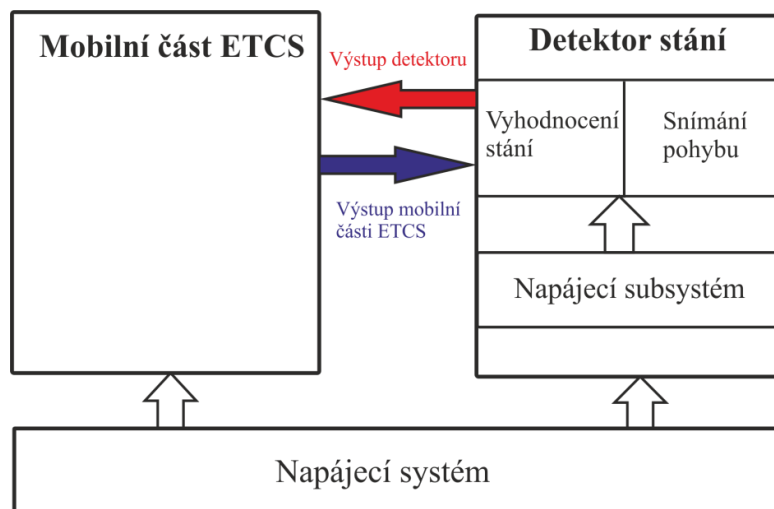 Mobilní část ETCS
Výstup detektoru
Výstup mobilní
části ETCS
Detektor stání
Vyhodnocení
stání
Snímání
pohybu
Napájecí subsystém
Napájecí systém